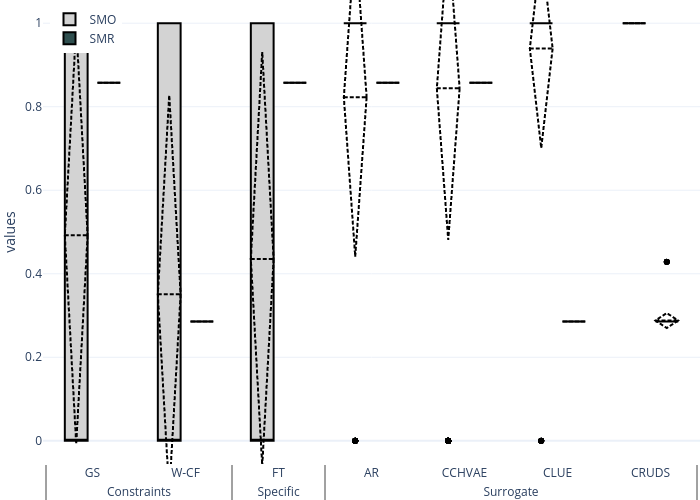 SMO
SMR
1
0.8
0.6
0.4
0.2
0
values
GS
W-CF
FT
AR
CCHVAE
CLUE
CRUDS
Constraints
Specific
Surrogate